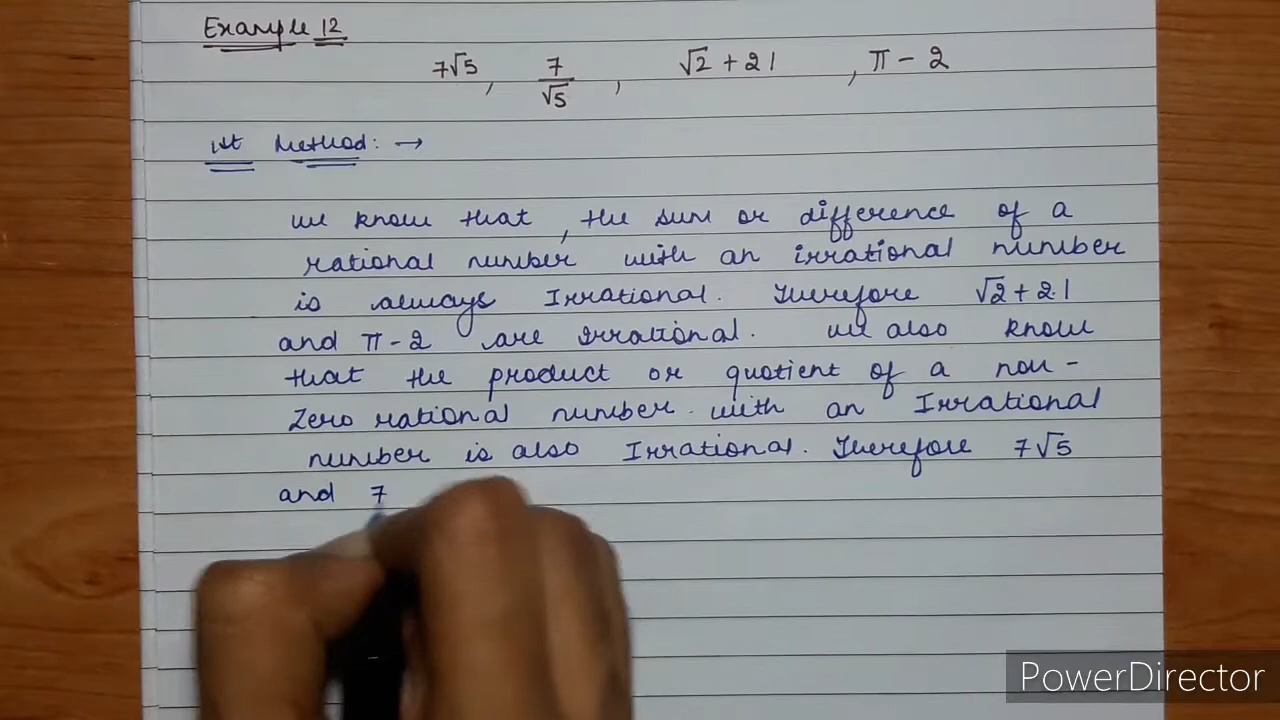 Example 12
7√5, 7/√5, √2 + 21, π - 2
1st Method: →
we know that, the sum or difference of a
rational number with an irrational number
is always Irrational. Therefore √2 + 2.1
and π - 2 are Irrational. we also know
that the product or quotient of a non -
Zero rational number. with an Irrational
number is also Irrational. Therefore 7√5
and 7
PowerDirector